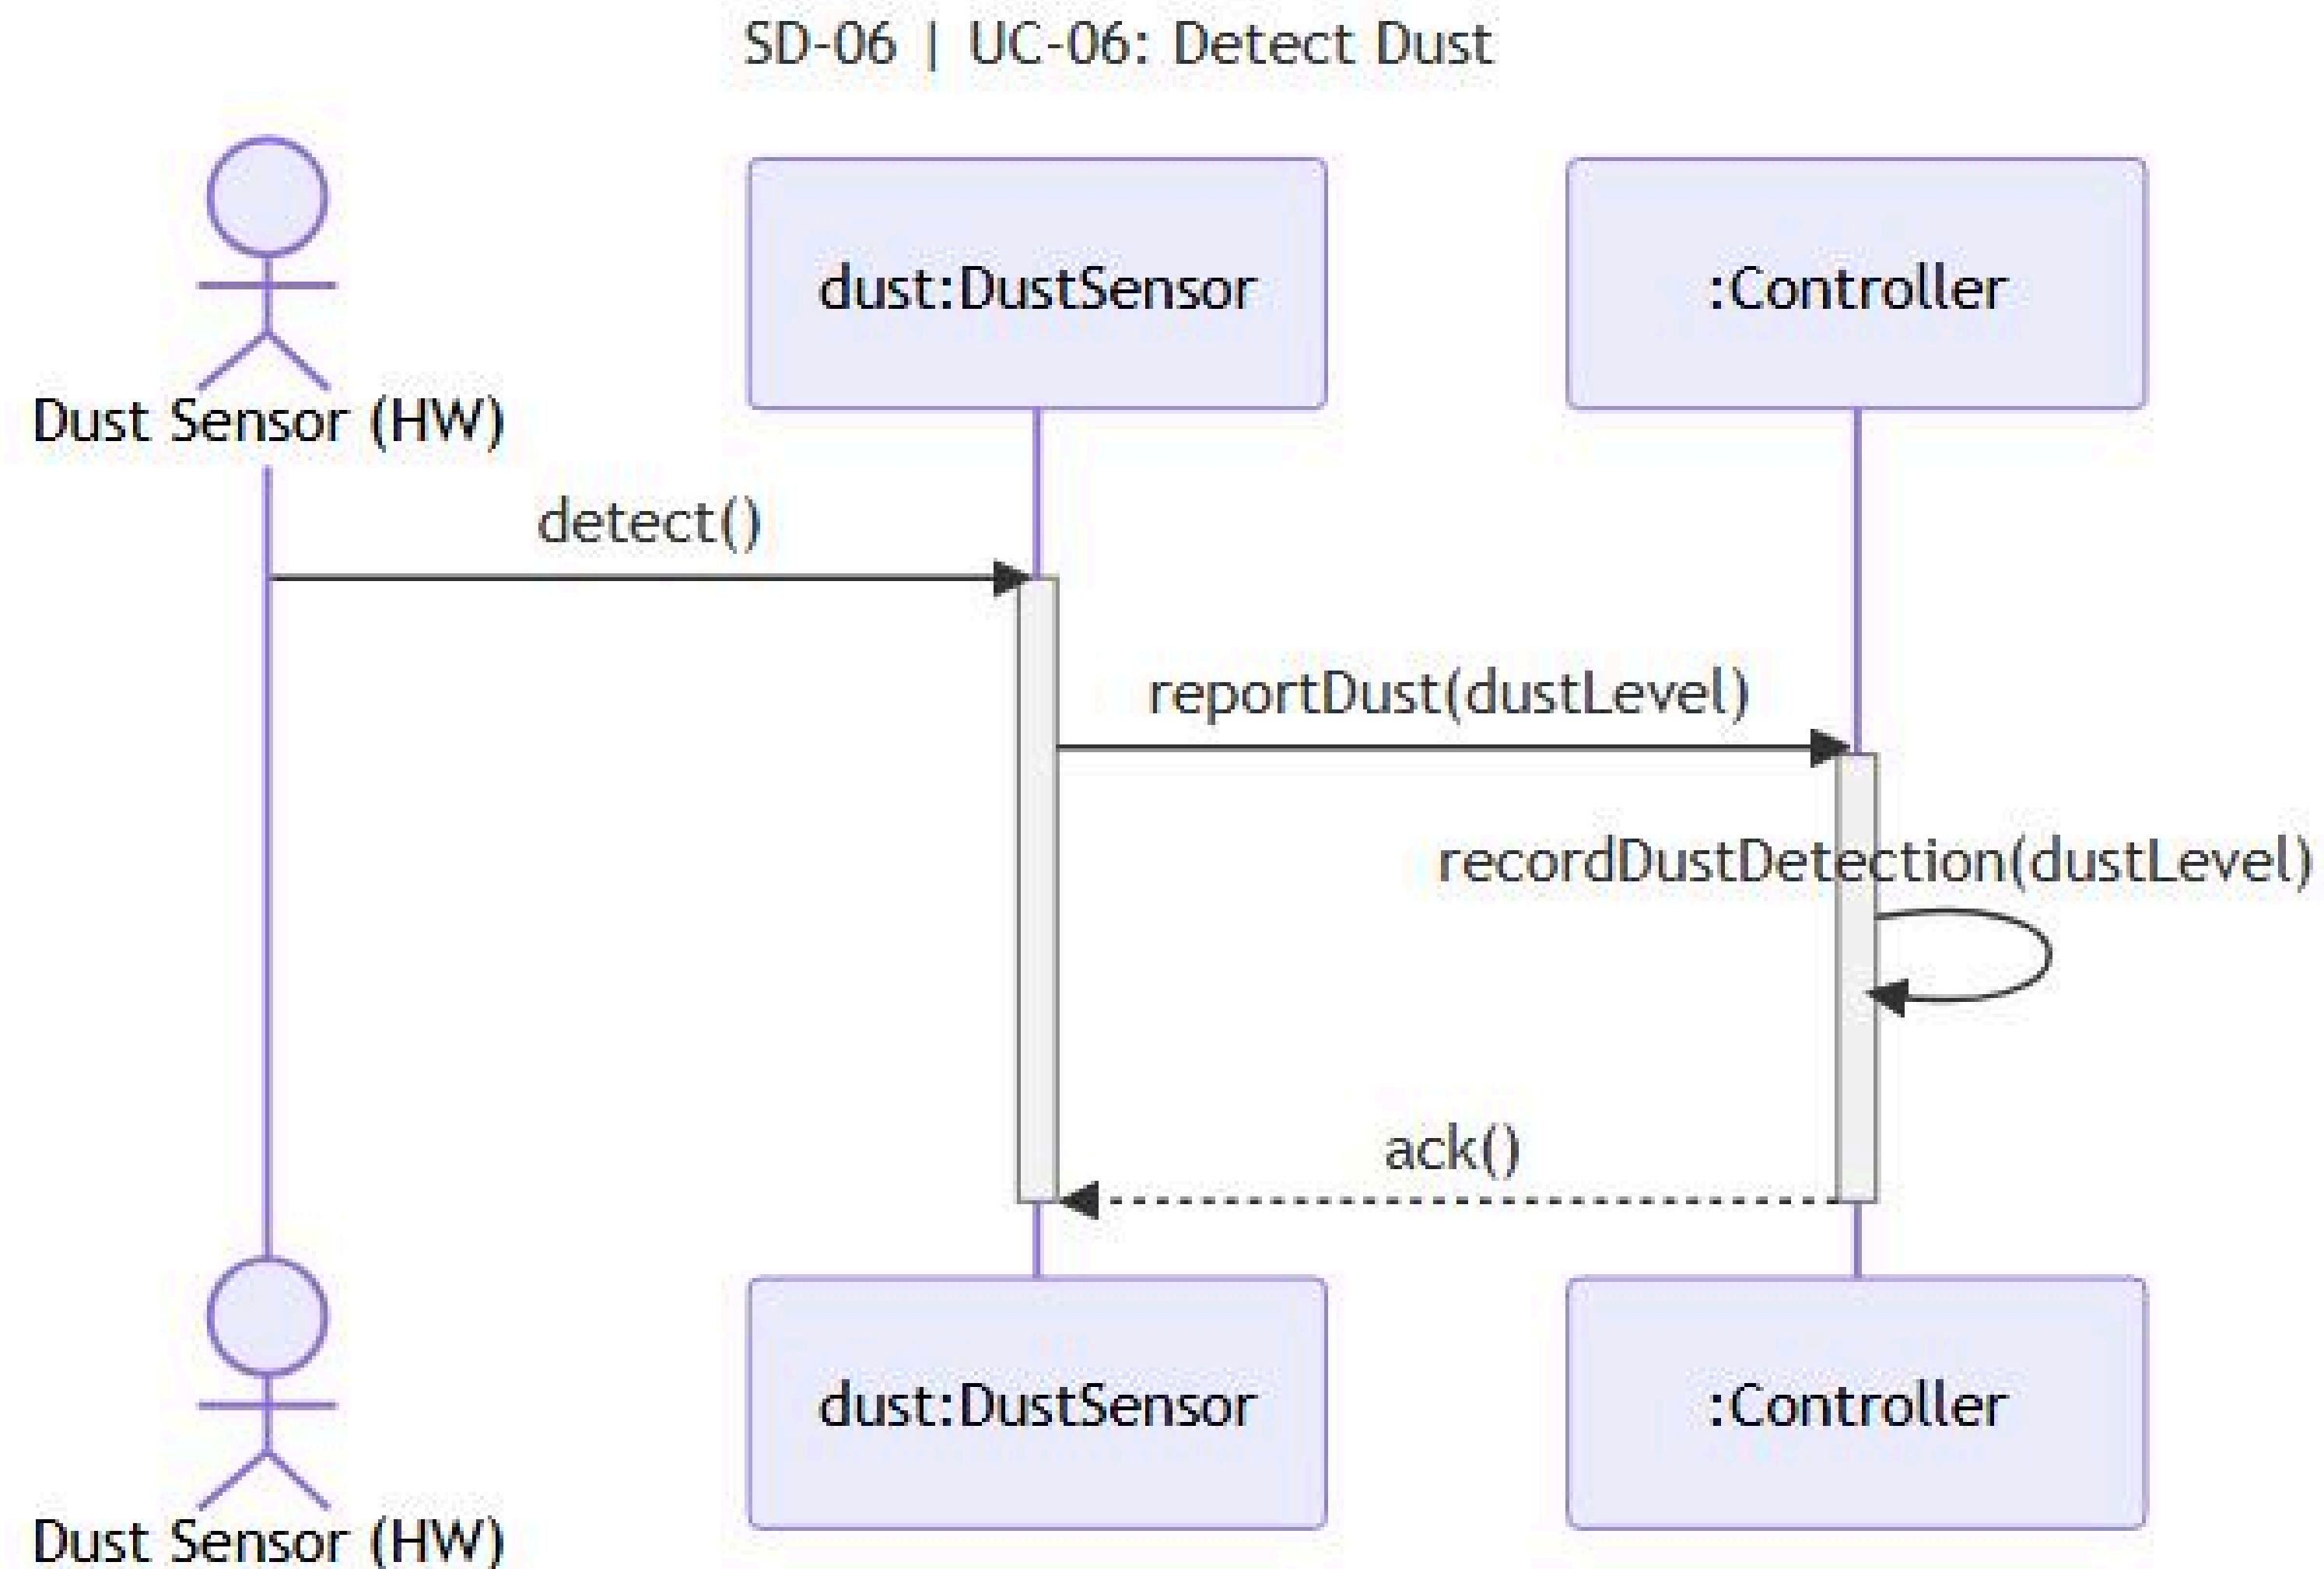 SD-06 | UC-06: Detect Dust
dust:DustSensor
:Controller
Dust Sensor (HW)
detect()
reportDust(dustLevel)
recordDustDetection(dustLevel)
ack()
dust:DustSensor
:Controller
Dust Sensor (HW)